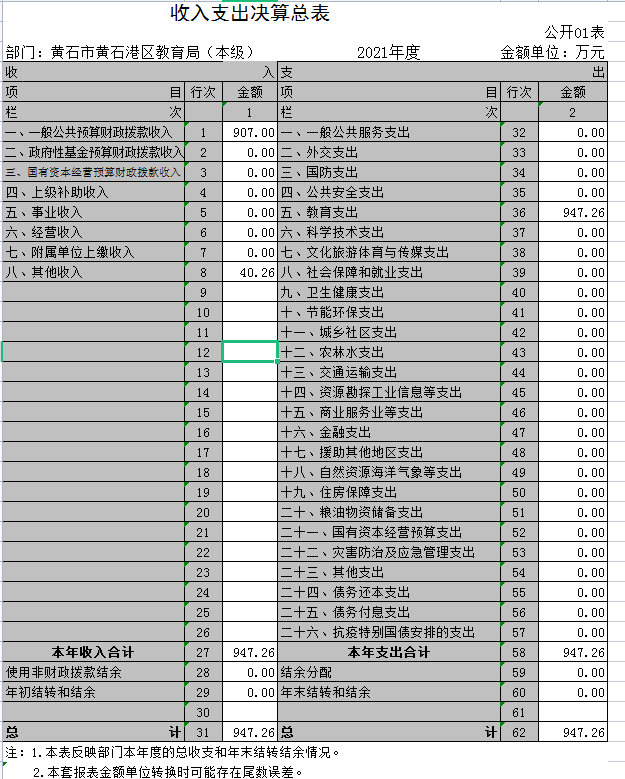 收入支出决算总表
公开01表
部门：黄石市黄石港区教育局（本级） 2021年度 金额单位：万元
收 入 支 出
项 目 行次 金额 项 目 行次 金额
栏 次 1 栏 次 2
一、一般公共预算财政拨款收入 1 907.00 一、一般公共服务支出 32 0.00
二、政府性基金预算财政拨款收入 2 0.00 二、外交支出 33 0.00
三、国有资本经营预算财政拨款收入 3 0.00 三、国防支出 34 0.00
四、上级补助收入 4 0.00 四、公共安全支出 35 0.00
五、事业收入 5 0.00 五、教育支出 36 947.26
六、经营收入 6 0.00 六、科学技术支出 37 0.00
七、附属单位上缴收入 7 0.00 七、文化旅游体育与传媒支出 38 0.00
八、其他收入 8 40.26 八、社会保障和就业支出 39 0.00
9 九、卫生健康支出 40 0.00
10 十、节能环保支出 41 0.00
11 十一、城乡社区支出 42 0.00
12 十二、农林水支出 43 0.00
13 十三、交通运输支出 44 0.00
14 十四、资源勘探工业信息等支出 45 0.00
15 十五、商业服务业等支出 46 0.00
16 十六、金融支出 47 0.00
17 十七、援助其他地区支出 48 0.00
18 十八、自然资源海洋气象等支出 49 0.00
19 十九、住房保障支出 50 0.00
20 二十、粮油物资储备支出 51 0.00
21 二十一、国有资本经营预算支出 52 0.00
22 二十二、灾害防治及应急管理支出 53 0.00
23 二十三、其他支出 54 0.00
24 二十四、债务还本支出 55 0.00
25 二十五、债务付息支出 56 0.00
26 二十六、抗疫特别国债安排的支出 57 0.00
本年收入合计 27 947.26 本年支出合计 58 947.26
使用非财政拨款结余 28 0.00 结余分配 59 0.00
年初结转和结余 29 0.00 年末结转和结余 60 0.00
30 61
总 计 31 947.26 总 计 62 947.26
注：1.本表反映部门本年度的总收支和年末结转结余情况。
2.本套报表金额单位转换时可能存在尾数误差。